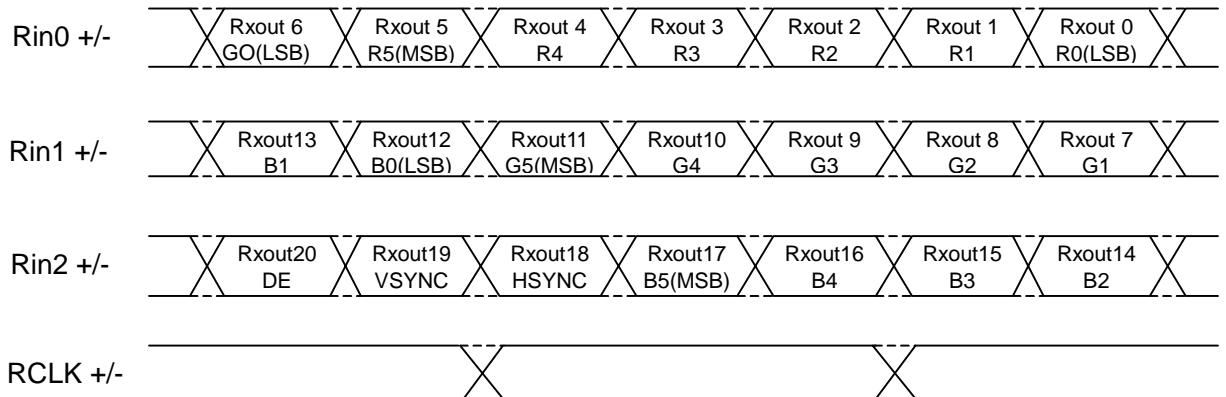 Rin0 +/-
Rxout 6 Rxout 5 Rxout 4 Rxout 3 Rxout 2 Rxout 1 Rxout 0
GO(LSB) R5(MSB) R4 R3 R2 R1 R0(LSB)
Rin1 +/-
Rxout13 Rxout12 Rxout11 Rxout10 Rxout 9 Rxout 8 Rxout 7
B1 B0(LSB) G5(MSB) G4 G3 G2 G1
Rin2 +/-
Rxout20 Rxout19 Rxout18 Rxout17 Rxout16 Rxout15 Rxout14
DE VSYNC HSYNC B5(MSB) B4 B3 B2
RCLK +/-